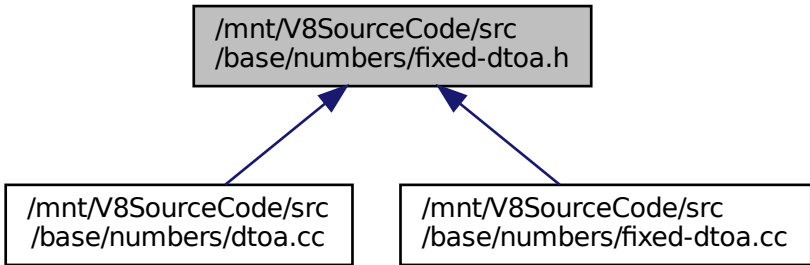 /mnt/V8SourceCode/src
/base/numbers/fixed-dtoa.h
/mnt/V8SourceCode/src
/base/numbers/dtoa.cc
/mnt/V8SourceCode/src
/base/numbers/fixed-dtoa.cc